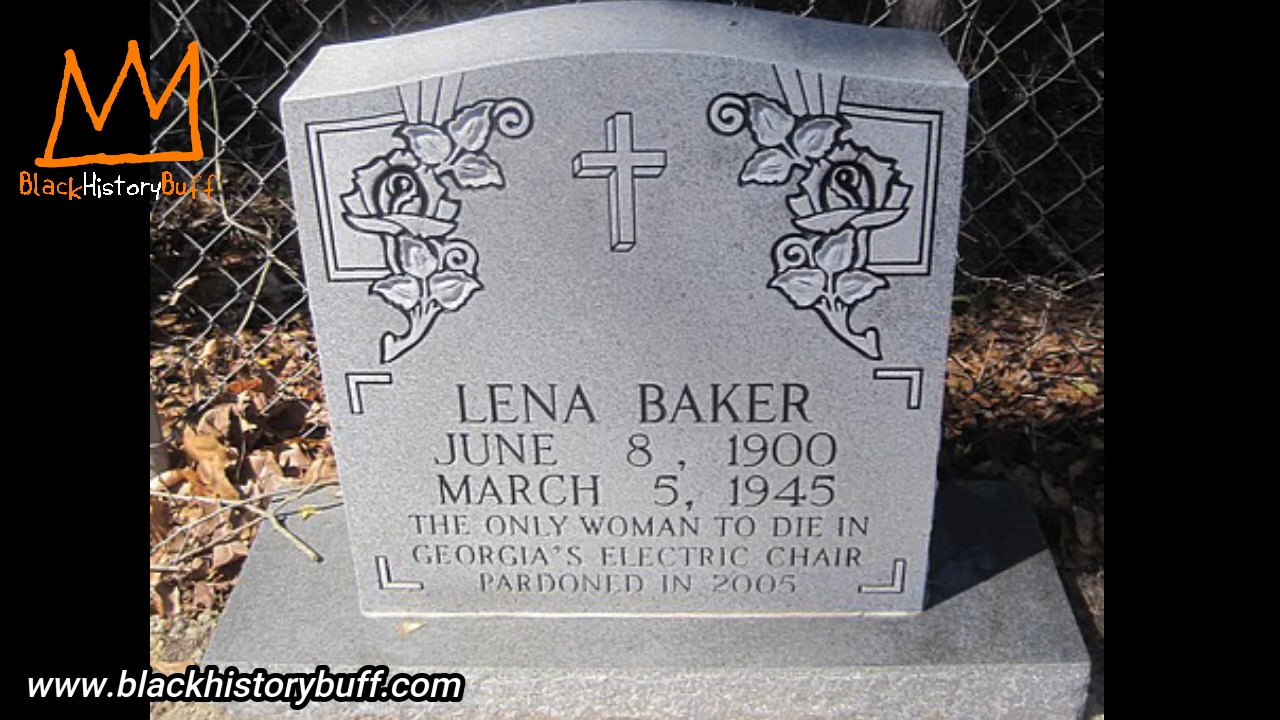 BlackHistoryBuff
LENA BAKER
JUNE 8, 1900
MARCH 5, 1945
THE ONLY WOMAN TO DIE IN
GEORGIA'S ELECTRIC CHAIR
PARDONED IN 2005
www.blackhistorybuff.com